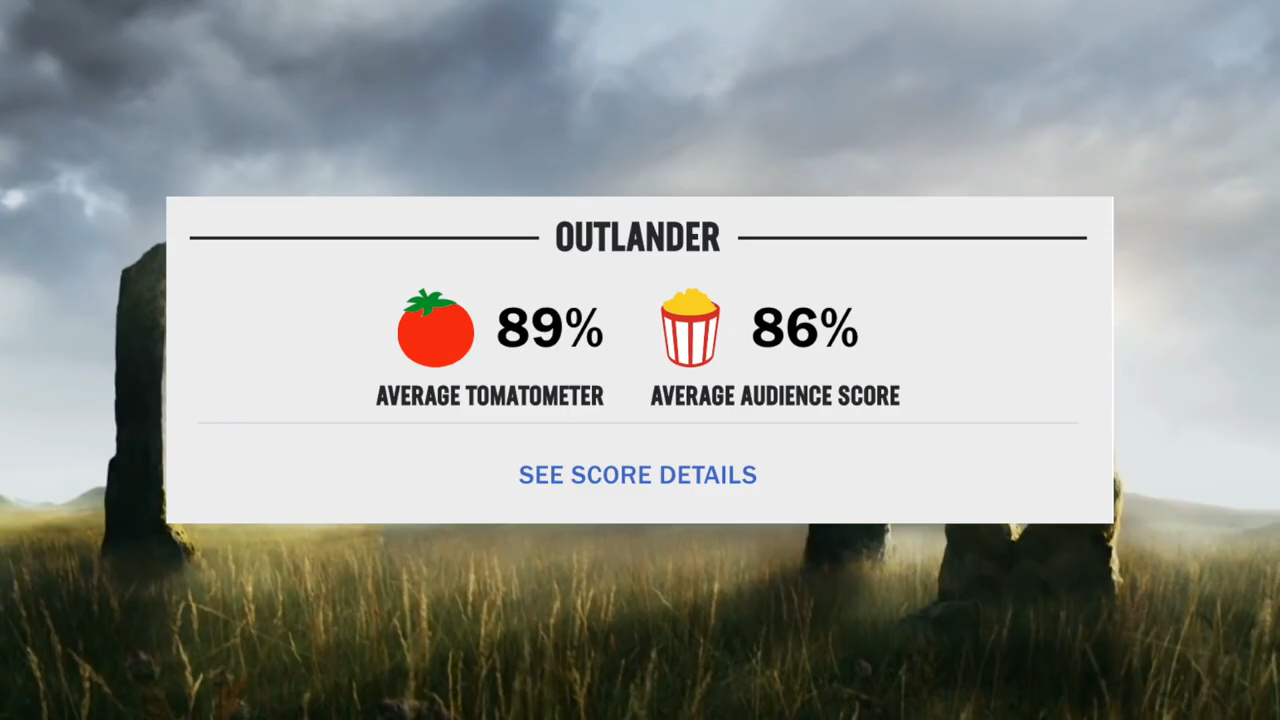 OUTLANDER
89% 86%
AVERAGE TOMATOMETER AVERAGE AUDIENCE SCORE
SEE SCORE DETAILS